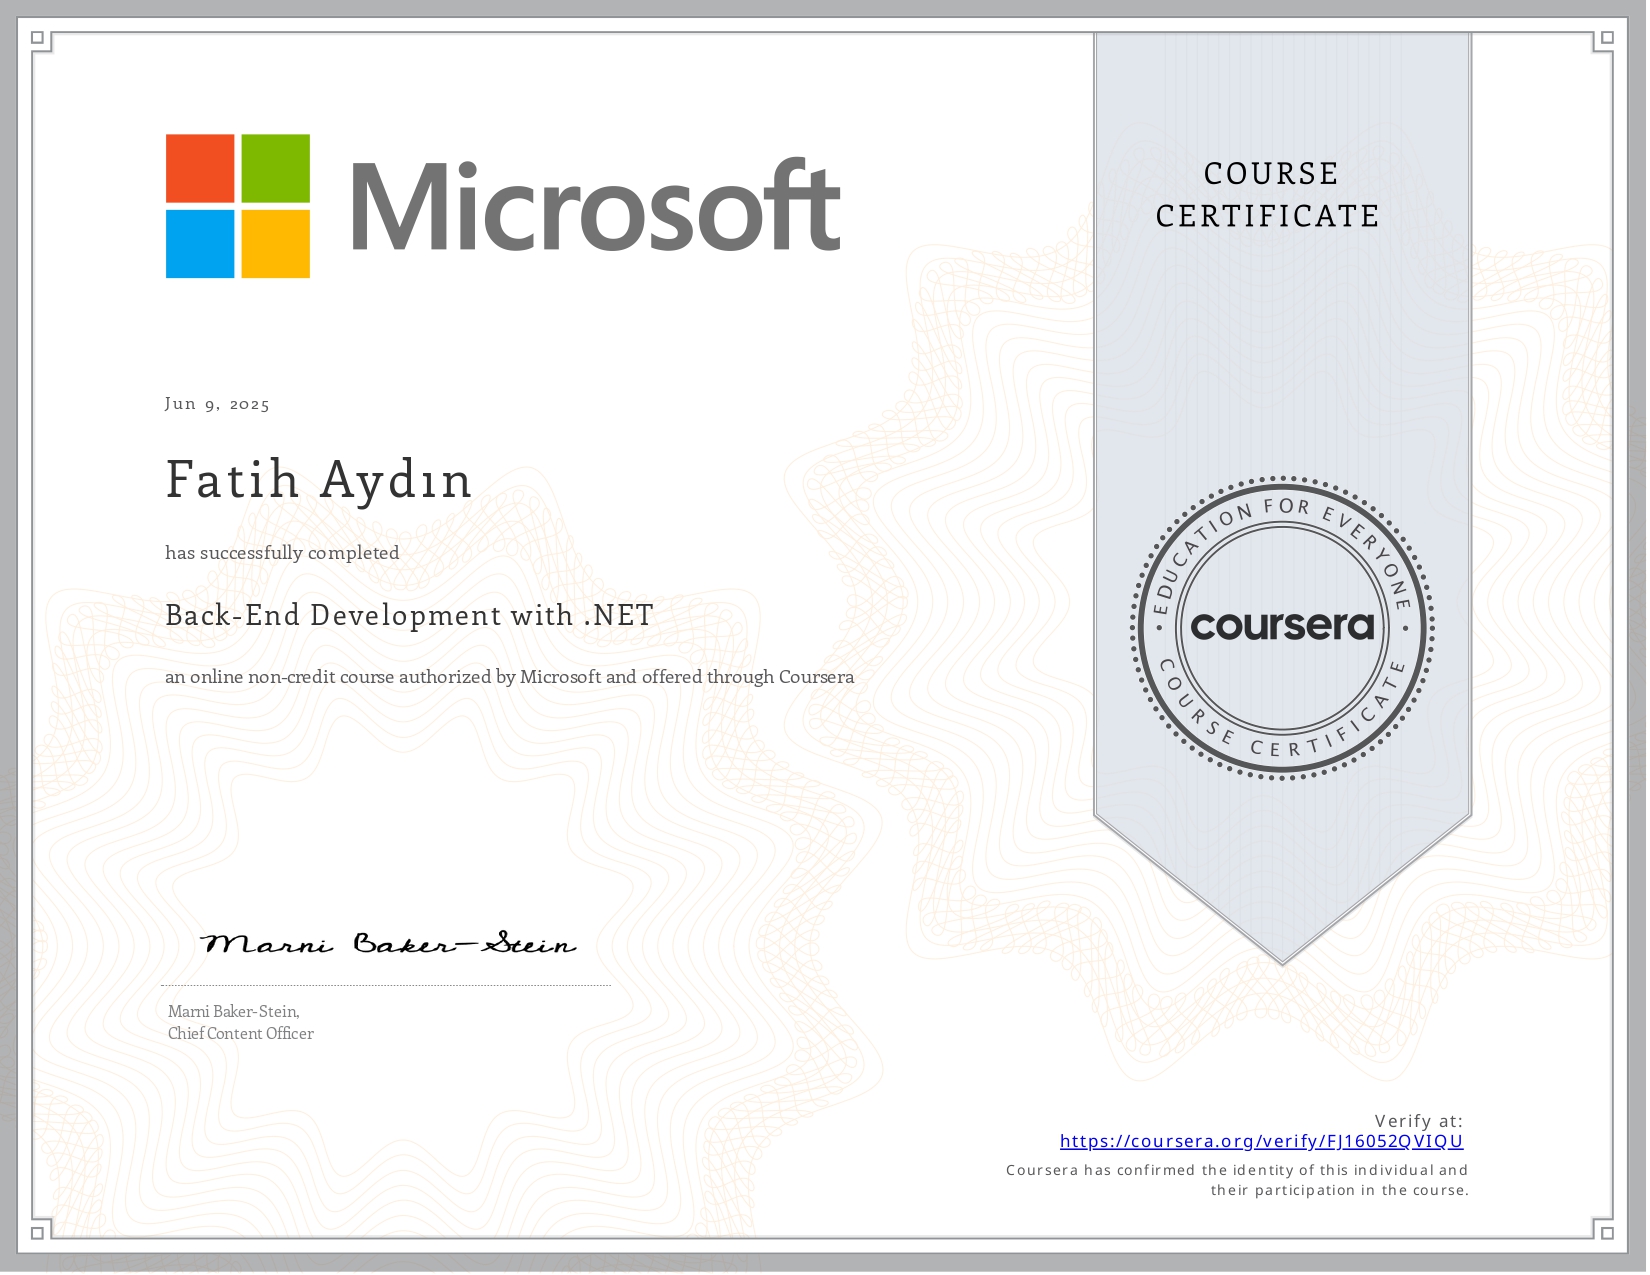 Microsoft
COURSE
CERTIFICATE
Jun 9, 2025
Fatih Aydın
has successfully completed
Back-End Development with .NET
an online non-credit course authorized by Microsoft and offered through Coursera
EDUCATION FOR EVERYONE
coursera
COURSE CERTIFICATE
Marni Baker-Stein
Marni Baker-Stein,
Chief Content Officer
Verify at:
https://coursera.org/verify/FJ16052QVIQU
Coursera has confirmed the identity of this individual and
their participation in the course.